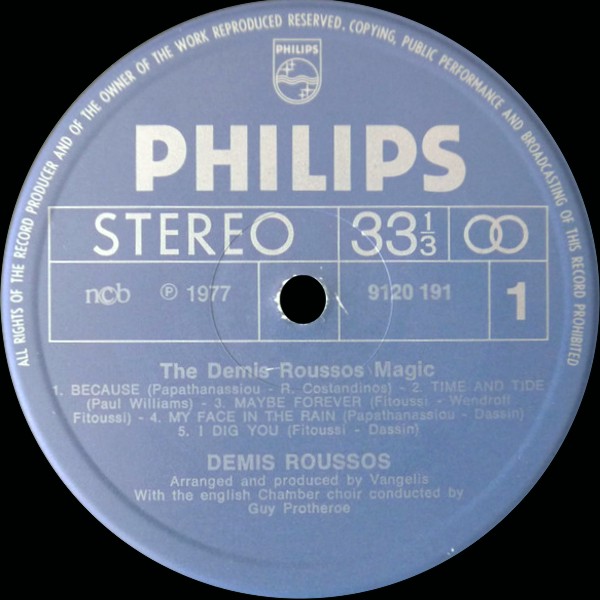 ALL RIGHTS OF THE RECORD PRODUCER AND OF THE OWNER OF THE WORK REPRODUCED RESERVED. COPYING, PUBLIC PERFORMANCE AND BROADCASTING OF THIS RECORD PROHIBITED
PHILIPS
PHILIPS
STEREO 33 1/3
ncb ℗ 1977 9120 191 1
The Demis Roussos Magic
1. BECAUSE (Papathanassiou - R. Costandinos) - 2. TIME AND TIDE
(Paul Williams) - 3. MAYBE FOREVER (Fitoussi - Wendroff
Fitoussi) - 4. MY FACE IN THE RAIN (Papathanassiou - Dassin)
5. I DIG YOU (Fitoussi - Dassin)
DEMIS ROUSSOS
Arranged and produced by Vangelis
With the english Chamber choir conducted by
Guy Protheroe